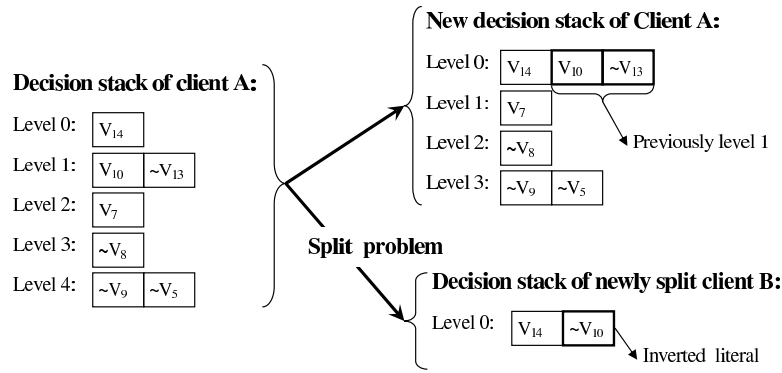 Decision stack of client A:
Level 0: V14
Level 1: V10 ~V13
Level 2: V7
Level 3: ~V8
Level 4: ~V9 ~V5
Split problem
New decision stack of Client A:
Level 0: V14 V10 ~V13
Level 1: V7
Previously level 1
Level 2: ~V8
Level 3: ~V9 ~V5
Decision stack of newly split client B:
Level 0: V14 ~V10
Inverted literal